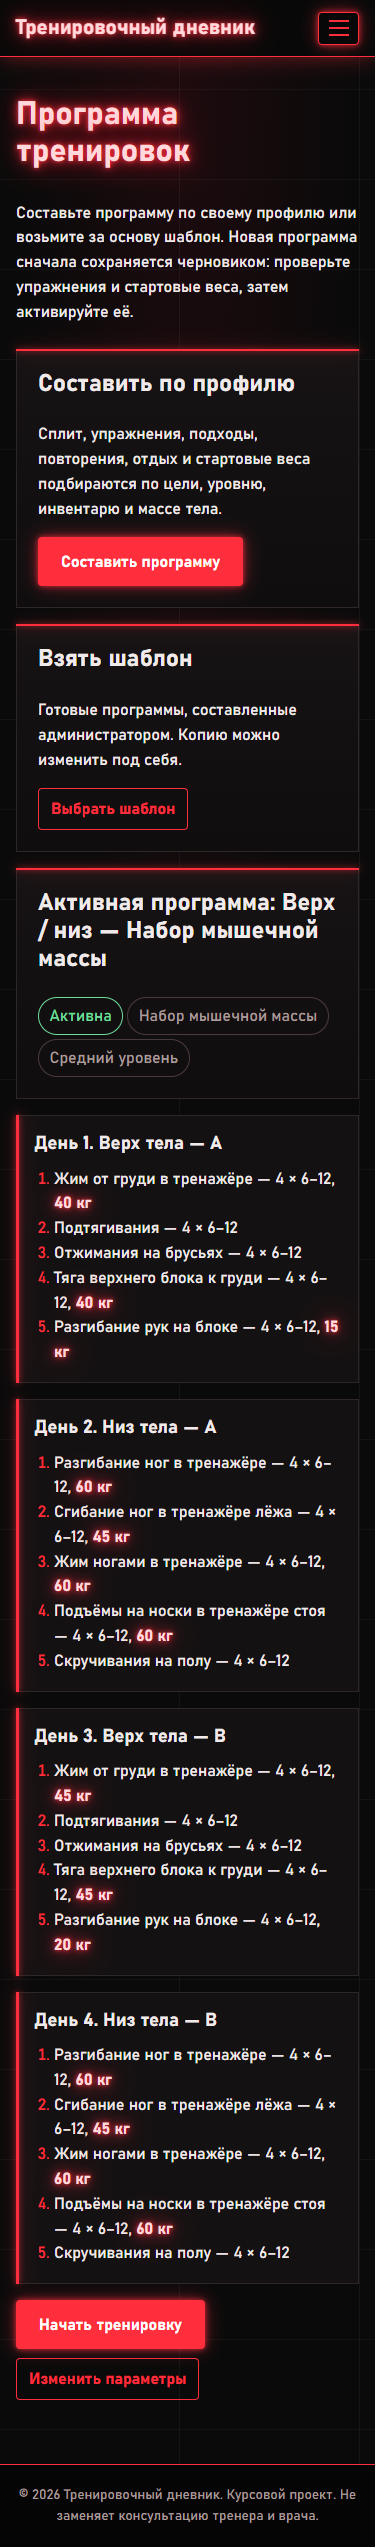 Тренировочный дневник
Программа
тренировок
Составьте программу по своему профилю или
возьмите за основу шаблон. Новая программа
сначала сохраняется черновиком: проверьте
упражнения и стартовые веса, затем
активируйте её.
Составить по профилю
Сплит, упражнения, подходы,
повторения, отдых и стартовые веса
подбираются по цели, уровню,
инвентарю и массе тела.
Составить программу
Взять шаблон
Готовые программы, составленные
администратором. Копию можно
изменить под себя.
Выбрать шаблон
Активная программа: Верх
/ низ — Набор мышечной
массы
Активна Набор мышечной массы
Средний уровень
День 1. Верх тела — А
1. Жим от груди в тренажёре — 4 × 6–12,
40 кг
2. Подтягивания — 4 × 6–12
3. Отжимания на брусьях — 4 × 6–12
4. Тяга верхнего блока к груди — 4 × 6–
12, 40 кг
5. Разгибание рук на блоке — 4 × 6–12, 15
кг
День 2. Низ тела — А
1. Разгибание ног в тренажёре — 4 × 6–
12, 60 кг
2. Сгибание ног в тренажёре лёжа — 4 ×
6–12, 45 кг
3. Жим ногами в тренажёре — 4 × 6–12,
60 кг
4. Подъёмы на носки в тренажёре стоя
— 4 × 6–12, 60 кг
5. Скручивания на полу — 4 × 6–12
День 3. Верх тела — В
1. Жим от груди в тренажёре — 4 × 6–12,
45 кг
2. Подтягивания — 4 × 6–12
3. Отжимания на брусьях — 4 × 6–12
4. Тяга верхнего блока к груди — 4 × 6–
12, 45 кг
5. Разгибание рук на блоке — 4 × 6–12,
20 кг
День 4. Низ тела — В
1. Разгибание ног в тренажёре — 4 × 6–
12, 60 кг
2. Сгибание ног в тренажёре лёжа — 4 ×
6–12, 45 кг
3. Жим ногами в тренажёре — 4 × 6–12,
60 кг
4. Подъёмы на носки в тренажёре стоя
— 4 × 6–12, 60 кг
5. Скручивания на полу — 4 × 6–12
Начать тренировку
Изменить параметры
© 2026 Тренировочный дневник. Курсовой проект. Не
заменяет консультацию тренера и врача.